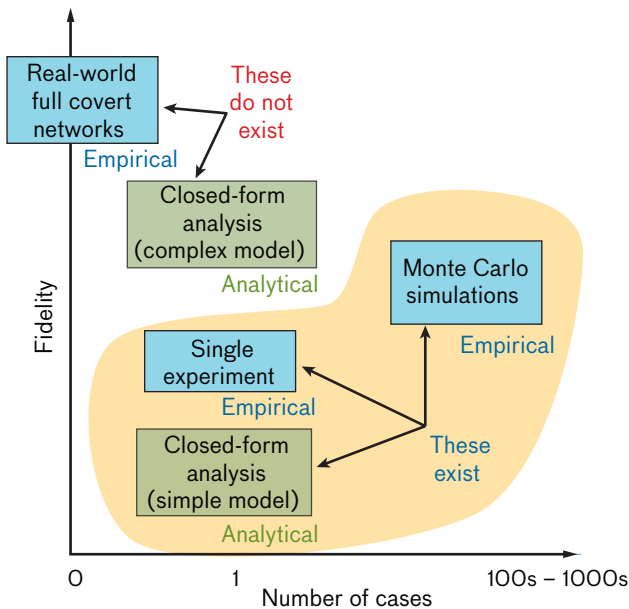 Real-world
full covert
networks
These
do not
exist
Empirical
Closed-form
analysis
(complex model)
Analytical
Monte Carlo
simulations
Empirical
Fidelity
Single
experiment
Empirical
Closed-form
analysis
(simple model)
Analytical
These
exist
0
1
100s – 1000s
Number of cases